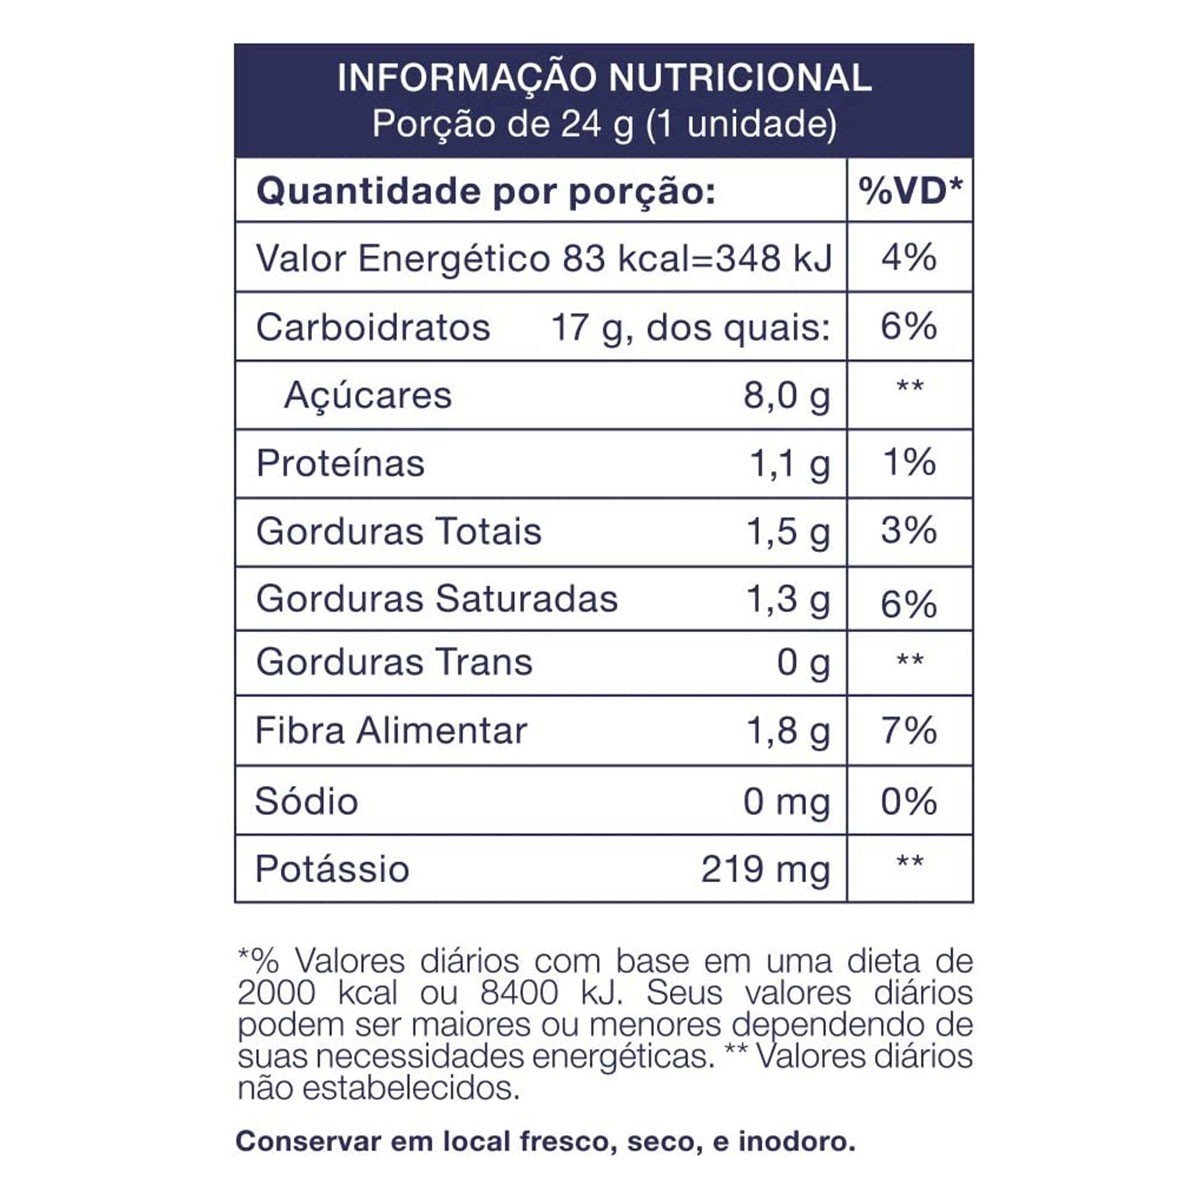 INFORMAÇÃO NUTRICIONAL
Porção de 24 g (1 unidade)
Quantidade por porção: %VD*
Valor Energético 83 kcal=348 kJ 4%
Carboidratos 17 g, dos quais: 6%
Açúcares 8,0 g **
Proteínas 1,1 g 1%
Gorduras Totais 1,5 g 3%
Gorduras Saturadas 1,3 g 6%
Gorduras Trans 0 g **
Fibra Alimentar 1,8 g 7%
Sódio 0 mg 0%
Potássio 219 mg **
*% Valores diários com base em uma dieta de
2000 kcal ou 8400 kJ. Seus valores diários
podem ser maiores ou menores dependendo de
suas necessidades energéticas. ** Valores diários
não estabelecidos.
Conservar em local fresco, seco, e inodoro.